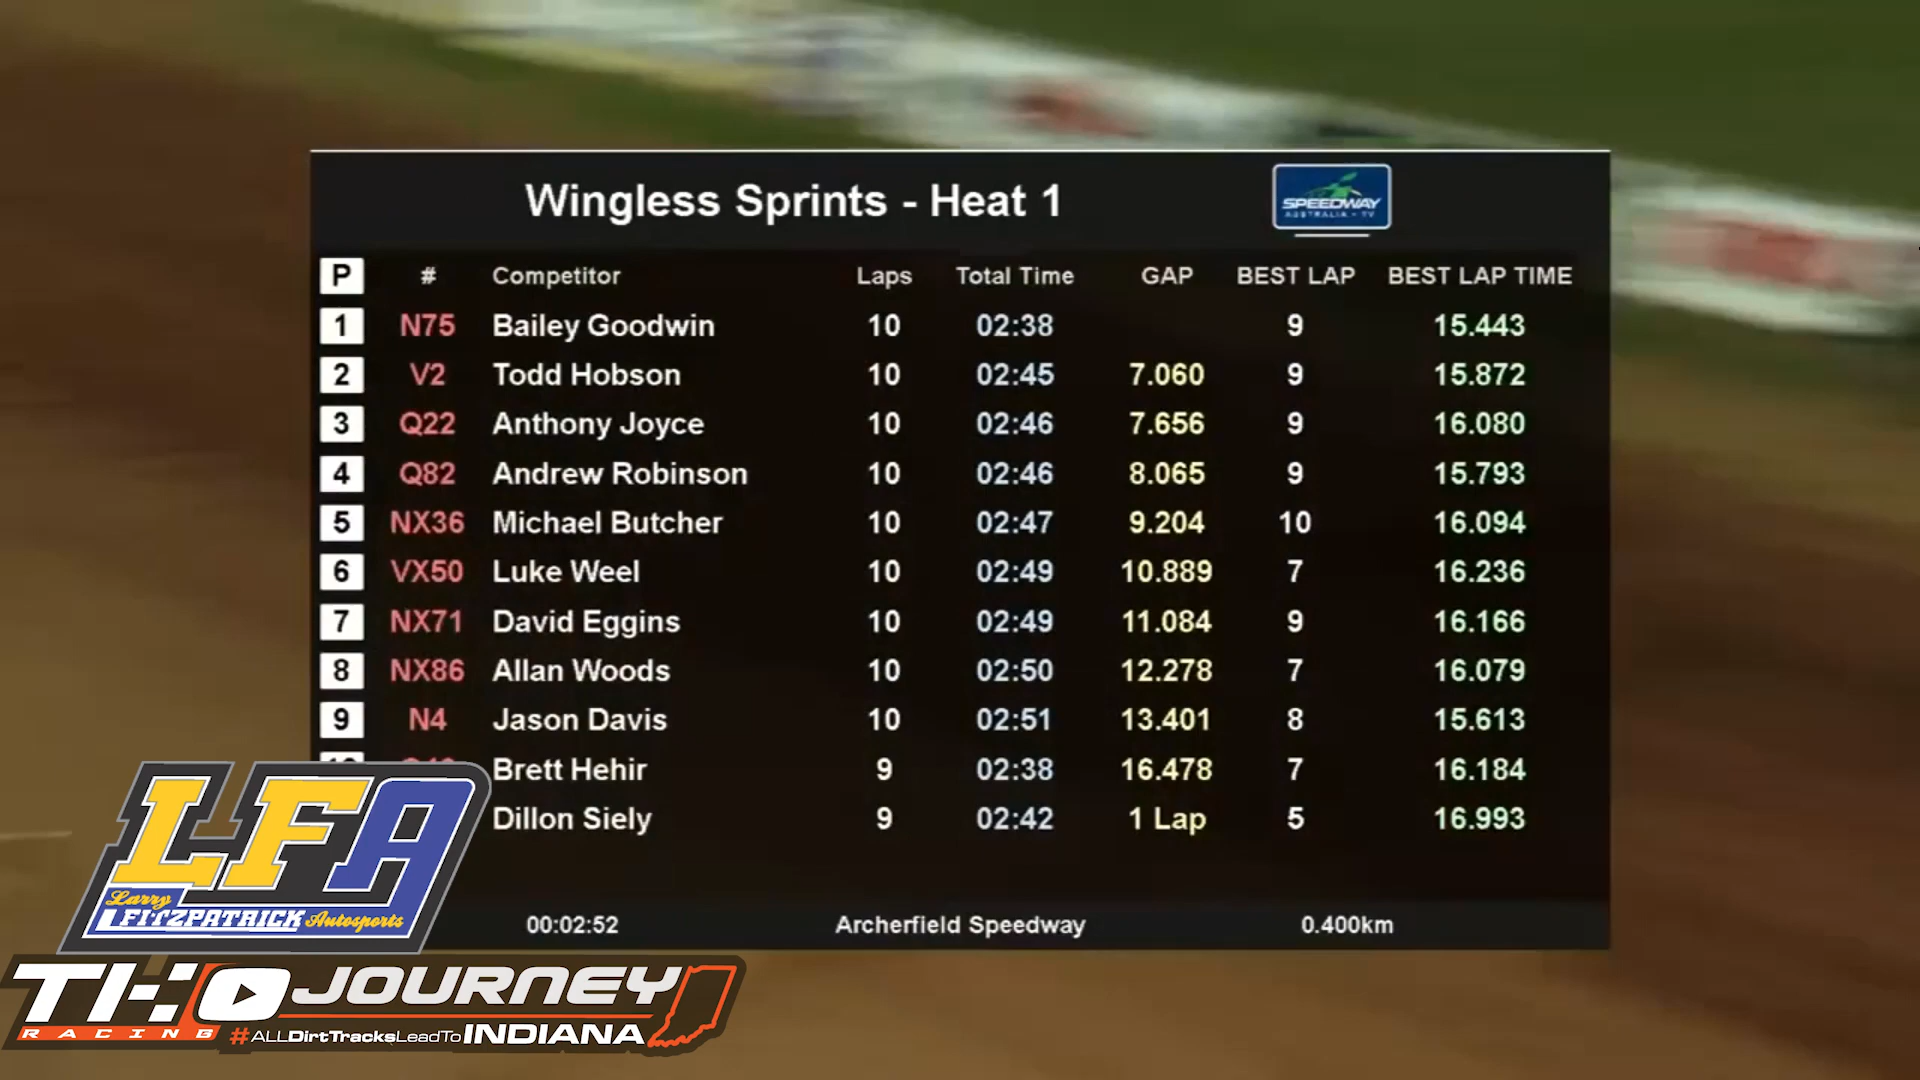 Wingless Sprints - Heat 1
SPEEDWAY
AUSTRALIA - TV
P # Competitor Laps Total Time GAP BEST LAP BEST LAP TIME
1 N75 Bailey Goodwin 10 02:38 9 15.443
2 V2 Todd Hobson 10 02:45 7.060 9 15.872
3 Q22 Anthony Joyce 10 02:46 7.656 9 16.080
4 Q82 Andrew Robinson 10 02:46 8.065 9 15.793
5 NX36 Michael Butcher 10 02:47 9.204 10 16.094
6 VX50 Luke Weel 10 02:49 10.889 7 16.236
7 NX71 David Eggins 10 02:49 11.084 9 16.166
8 NX86 Allan Woods 10 02:50 12.278 7 16.079
9 N4 Jason Davis 10 02:51 13.401 8 15.613
Brett Hehir 9 02:38 16.478 7 16.184
Dillon Siely 9 02:42 1 Lap 5 16.993
00:02:52 Archerfield Speedway 0.400km
LFA
Larry
FITZPATRICK Autosports
THO JOURNEY
RACING #ALLDirtTracksLeadTo INDIANA